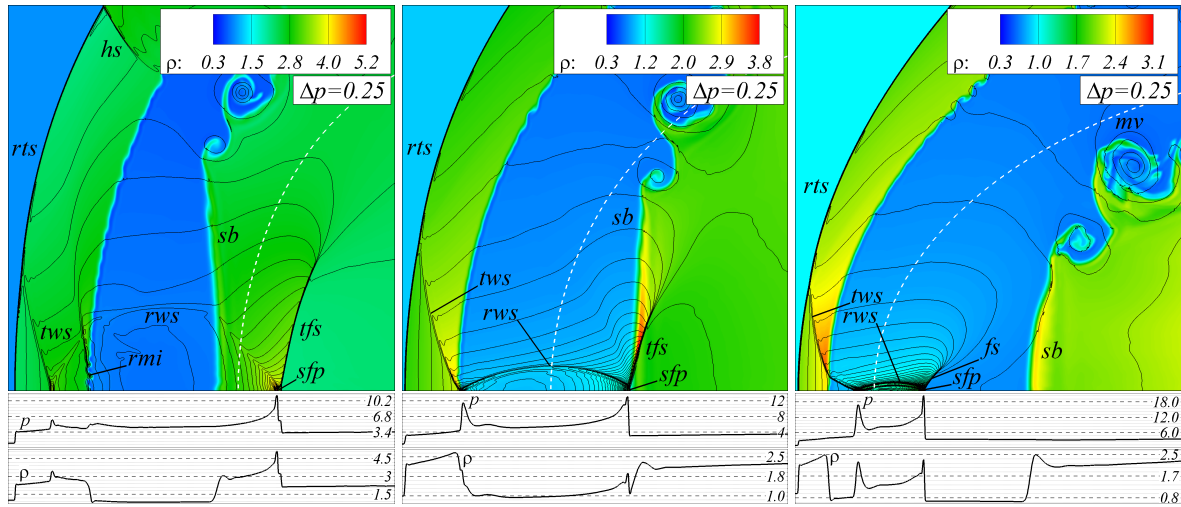 hs
ρ: 0.3 1.5 2.8 4.0 5.2
Δp=0.25
rts
sb
tws
rws
tfs
rmi
sfp
p
10.2
6.8
3.4
ρ
4.5
3
1.5
ρ: 0.3 1.2 2.0 2.9 3.8
Δp=0.25
rts
sb
tws
rws
tfs
sfp
p
12
8
4
ρ
2.5
1.7
1.0
ρ: 0.3 1.0 1.7 2.4 3.1
Δp=0.25
mv
rts
tws
rws
fs
sb
sfp
p
18.0
12.0
6.0
ρ
2.5
1.7
0.8